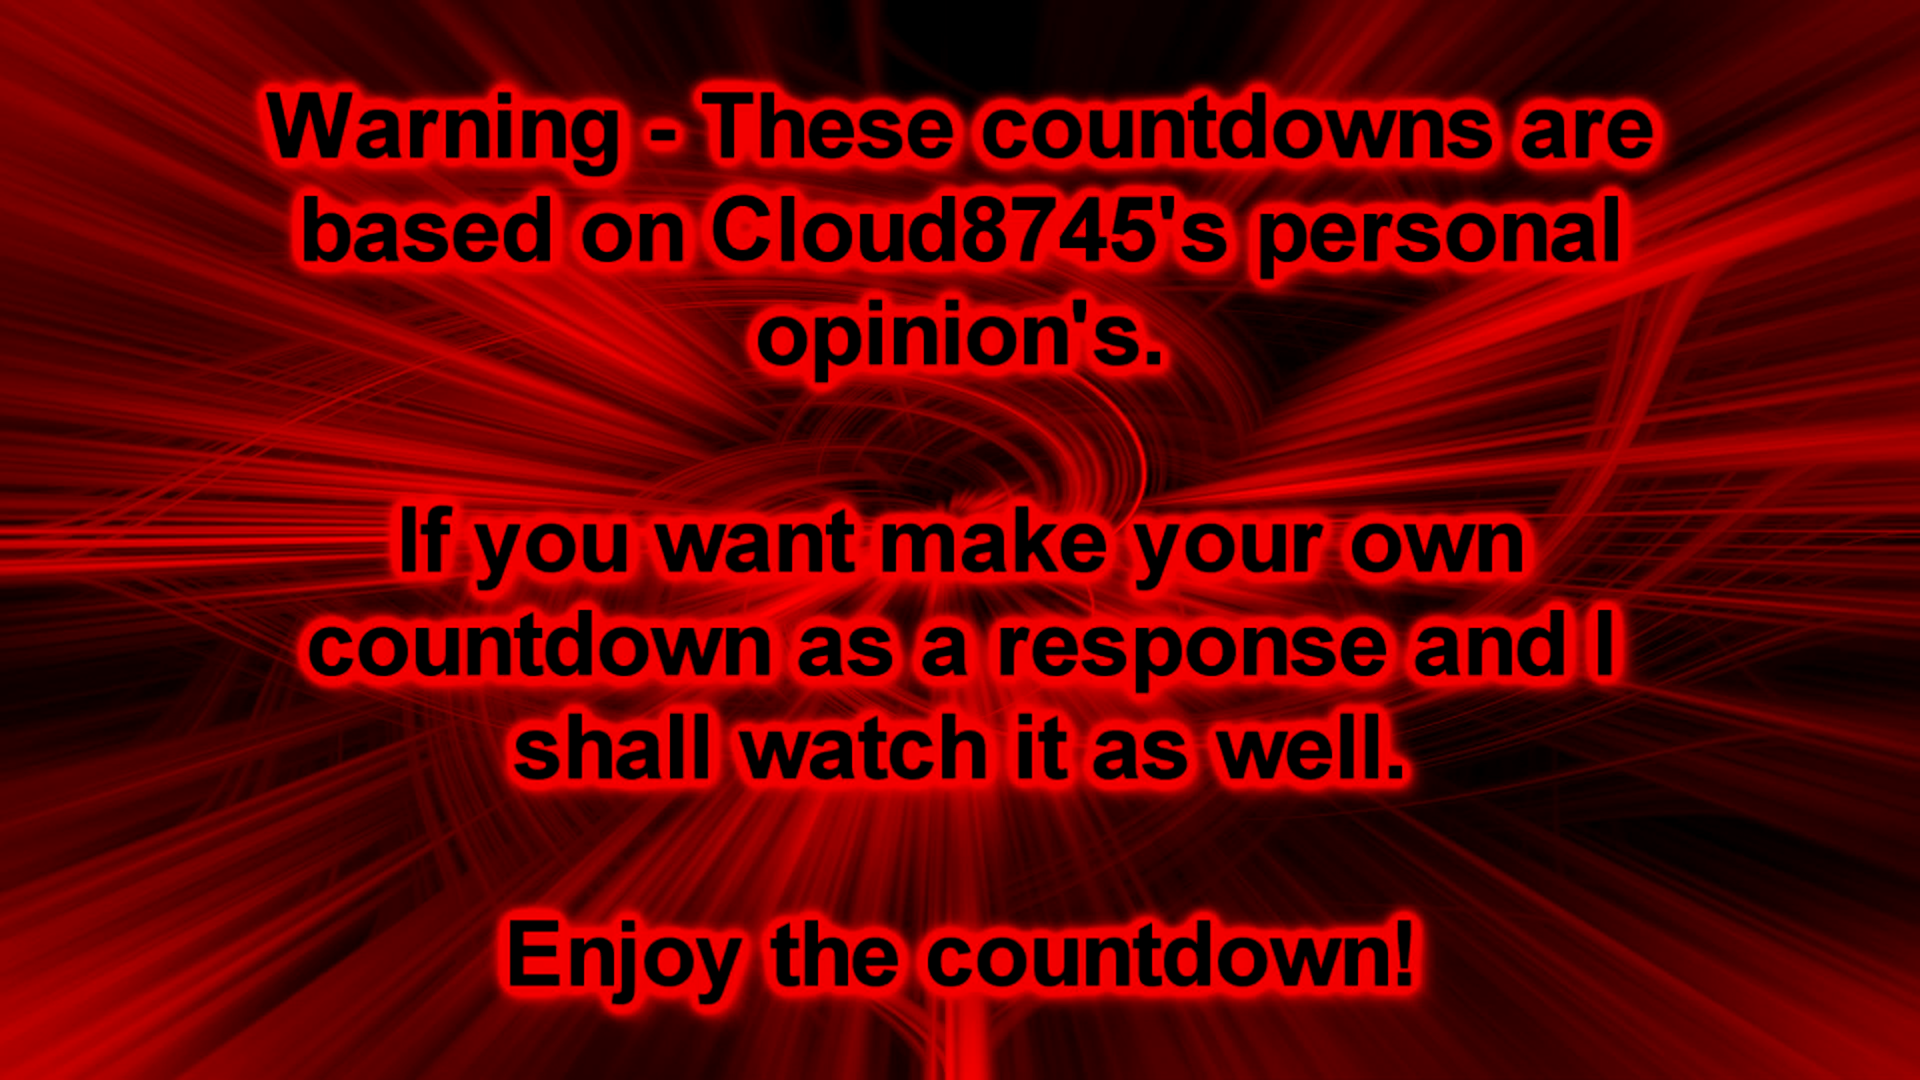 Warning - These countdowns are
based on Cloud8745's personal
opinion's.
If you want make your own
countdown as a response and I
shall watch it as well.
Enjoy the countdown!